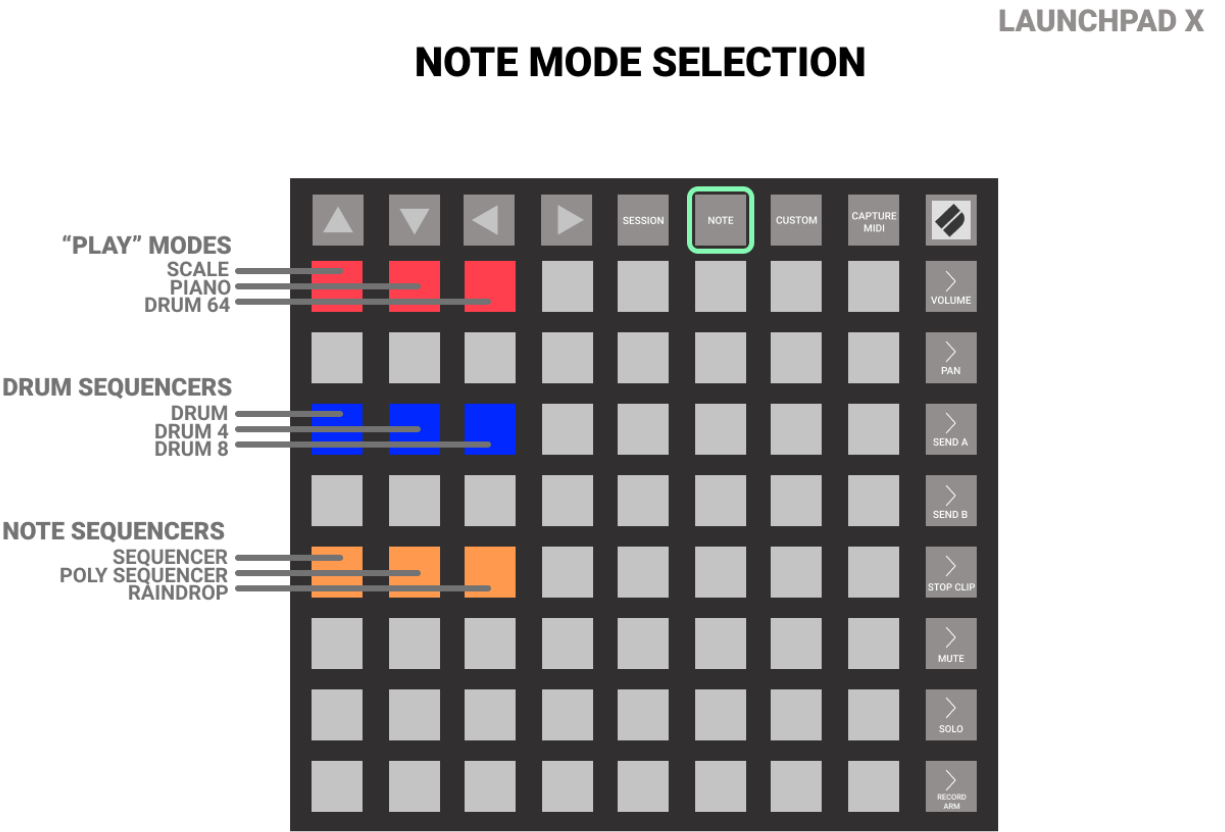 LAUNCHPAD X
NOTE MODE SELECTION
SESSION
NOTE
CUSTOM
CAPTURE
MIDI
“PLAY” MODES
SCALE
PIANO
DRUM 64
VOLUME
PAN
DRUM SEQUENCERS
DRUM
DRUM 4
DRUM 8
SEND A
SEND B
NOTE SEQUENCERS
SEQUENCER
POLY SEQUENCER
RAINDROP
STOP CLIP
MUTE
SOLO
RECORD
ARM